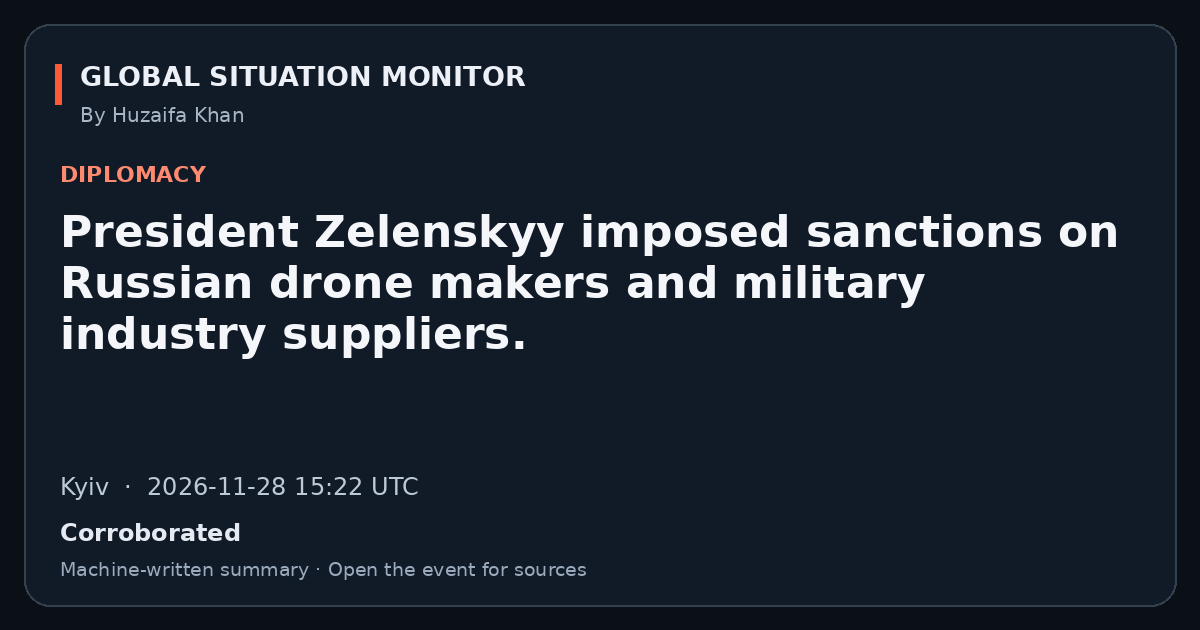 GLOBAL SITUATION MONITOR
By Huzaifa Khan
DIPLOMACY
President Zelenskyy imposed sanctions on
Russian drone makers and military
industry suppliers.
Kyiv · 2026-11-28 15:22 UTC
Corroborated
Machine-written summary · Open the event for sources